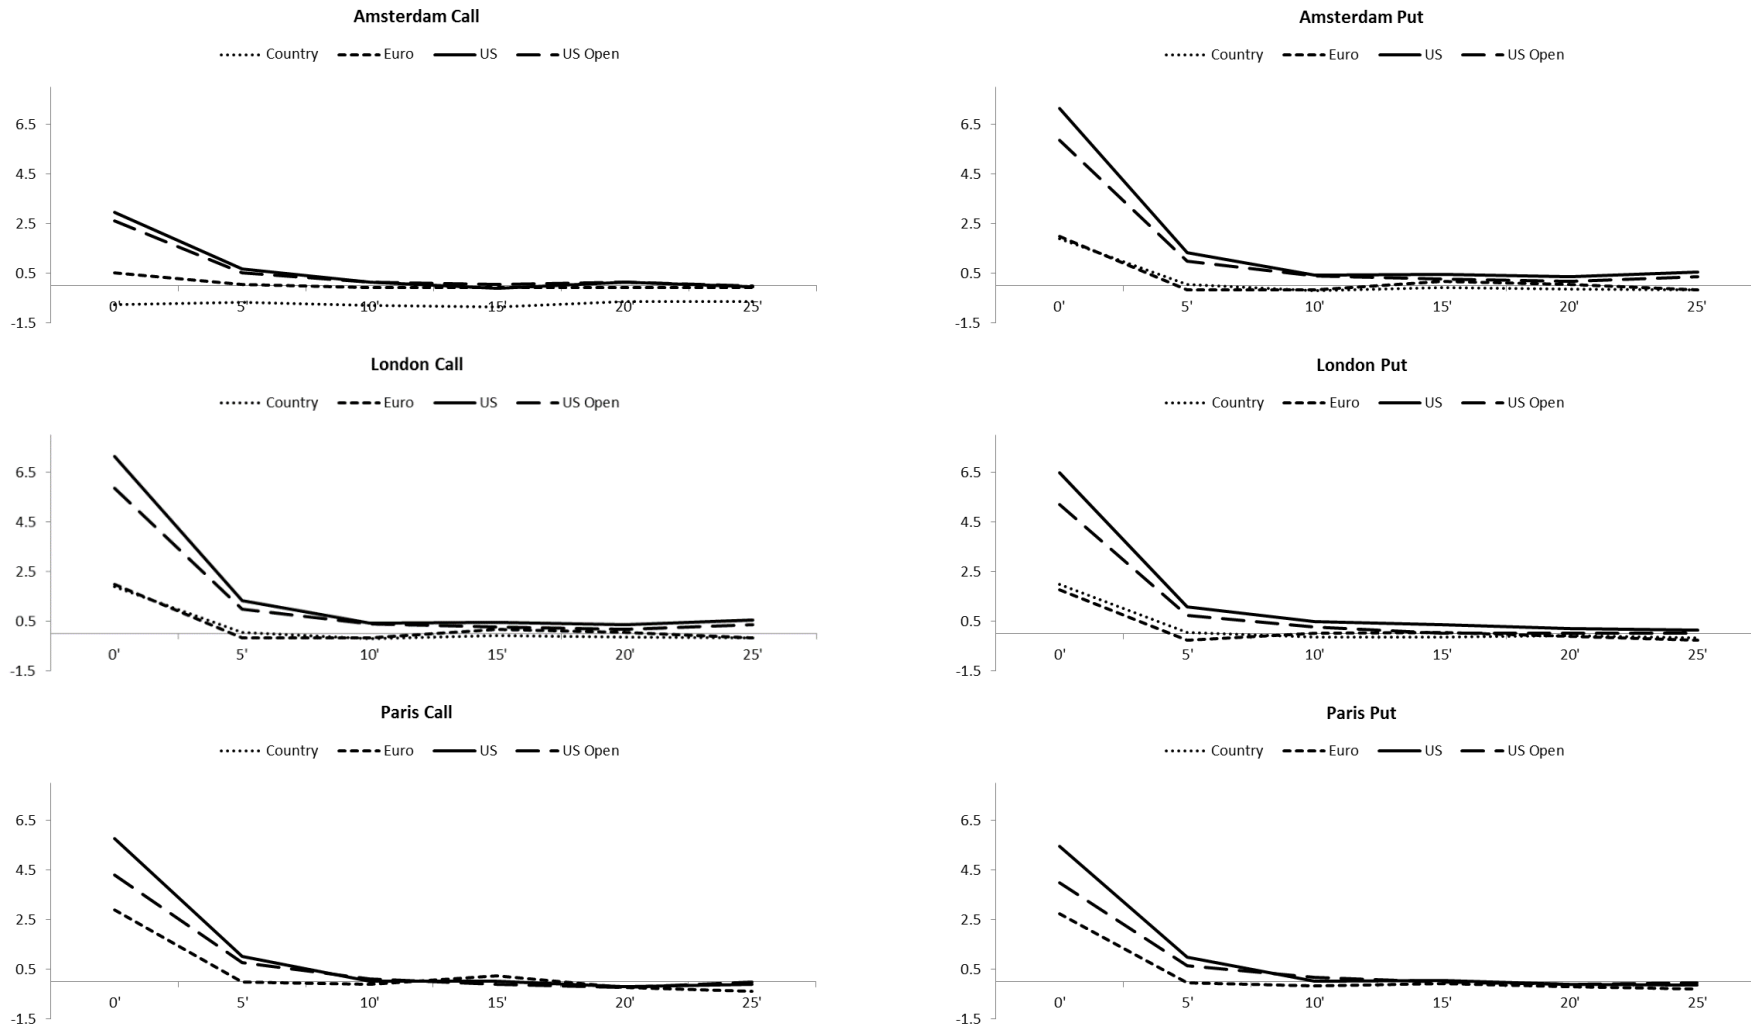 Amsterdam Call
Country Euro US US Open
6.5
4.5
2.5
0.5
-1.5
0' 5' 10' 15' 20' 25'
Amsterdam Put
Country Euro US US Open
6.5
4.5
2.5
0.5
-1.5
0' 5' 10' 15' 20' 25'
London Call
Country Euro US US Open
6.5
4.5
2.5
0.5
-1.5
0' 5' 10' 15' 20' 25'
London Put
Country Euro US US Open
6.5
4.5
2.5
0.5
-1.5
0' 5' 10' 15' 20' 25'
Paris Call
Country Euro US US Open
6.5
4.5
2.5
0.5
-1.5
0' 5' 10' 15' 20' 25'
Paris Put
Country Euro US US Open
6.5
4.5
2.5
0.5
-1.5
0' 5' 10' 15' 20' 25'